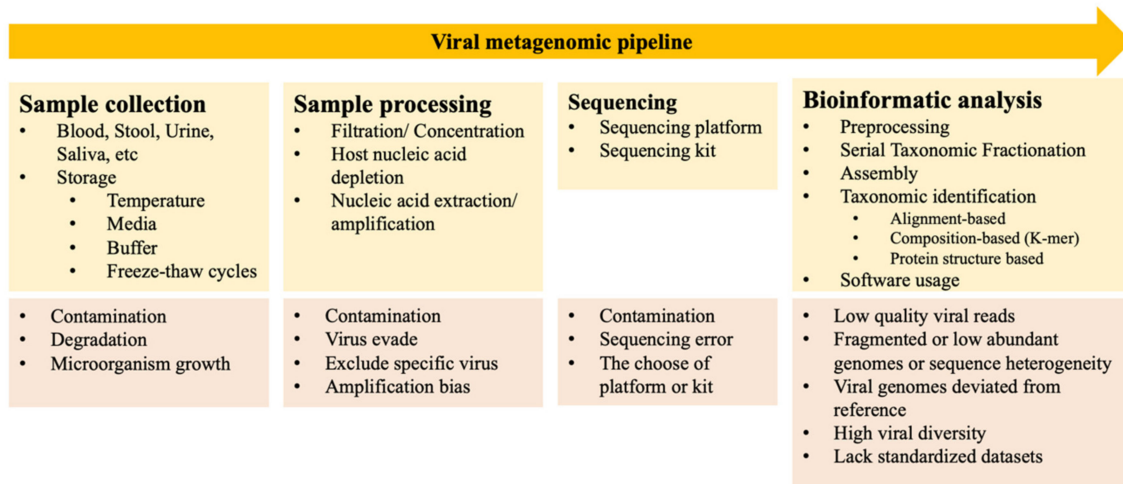 Viral metagenomic pipeline
Sample collection
• Blood, Stool, Urine,
Saliva, etc
• Storage
• Temperature
• Media
• Buffer
• Freeze-thaw cycles
• Contamination
• Degradation
• Microorganism growth
Sample processing
• Filtration/ Concentration
• Host nucleic acid
depletion
• Nucleic acid extraction/
amplification
• Contamination
• Virus evade
• Exclude specific virus
• Amplification bias
Sequencing
• Sequencing platform
• Sequencing kit
• Contamination
• Sequencing error
• The choose of
platform or kit
Bioinformatic analysis
• Preprocessing
• Serial Taxonomic Fractionation
• Assembly
• Taxonomic identification
• Alignment-based
• Composition-based (K-mer)
• Protein structure based
• Software usage
• Low quality viral reads
• Fragmented or low abundant
genomes or sequence heterogeneity
• Viral genomes deviated from
reference
• High viral diversity
• Lack standardized datasets